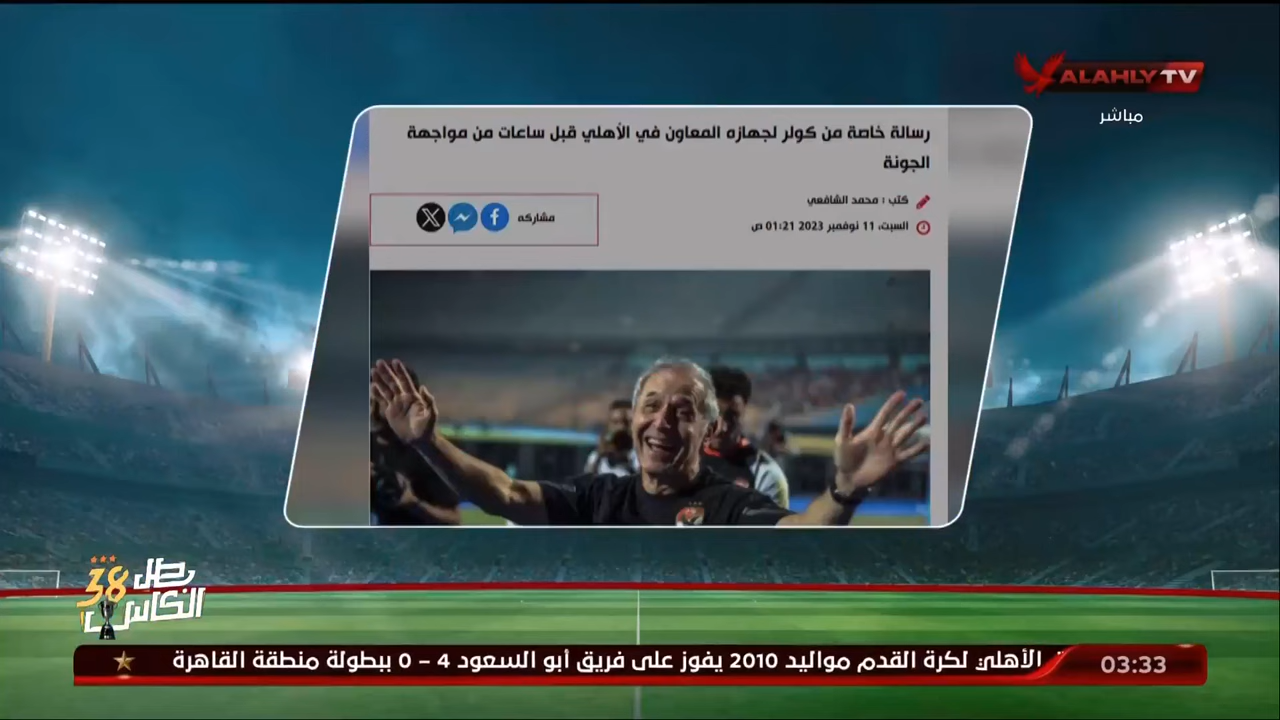 ALAHLY TV
مباشر
رسالة خاصة من كولر لجهازه المعاون في الأهلي قبل ساعات من مواجهة
الجونة
كتب : محمد الشافعي
السبت، 11 نوفمبر 2023 01:21 ص
مشاركه
بطل 38
الكاس
الأهلي لكرة القدم مواليد 2010 يفوز على فريق أبو السعود 4 - 0 ببطولة منطقة القاهرة
03:33